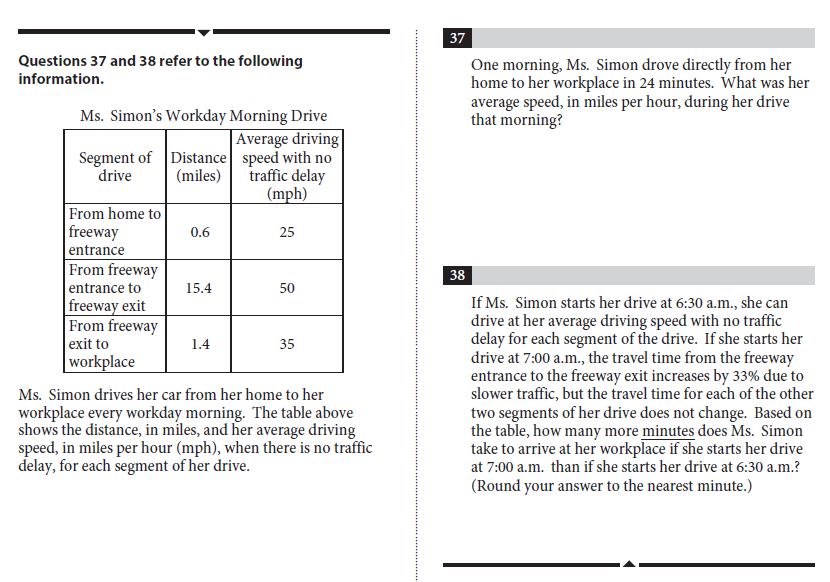 Questions 37 and 38 refer to the following
information.
Ms. Simon's Workday Morning Drive
Segment of drive | Distance (miles) | Average driving speed with no traffic delay (mph)
From home to freeway entrance | 0.6 | 25
From freeway entrance to freeway exit | 15.4 | 50
From freeway exit to workplace | 1.4 | 35
Ms. Simon drives her car from her home to her
workplace every workday morning. The table above
shows the distance, in miles, and her average driving
speed, in miles per hour (mph), when there is no traffic
delay, for each segment of her drive.
37
One morning, Ms. Simon drove directly from her
home to her workplace in 24 minutes. What was her
average speed, in miles per hour, during her drive
that morning?
38
If Ms. Simon starts her drive at 6:30 a.m., she can
drive at her average driving speed with no traffic
delay for each segment of the drive. If she starts her
drive at 7:00 a.m., the travel time from the freeway
entrance to the freeway exit increases by 33% due to
slower traffic, but the travel time for each of the other
two segments of her drive does not change. Based on
the table, how many more minutes does Ms. Simon
take to arrive at her workplace if she starts her drive
at 7:00 a.m. than if she starts her drive at 6:30 a.m.?
(Round your answer to the nearest minute.)